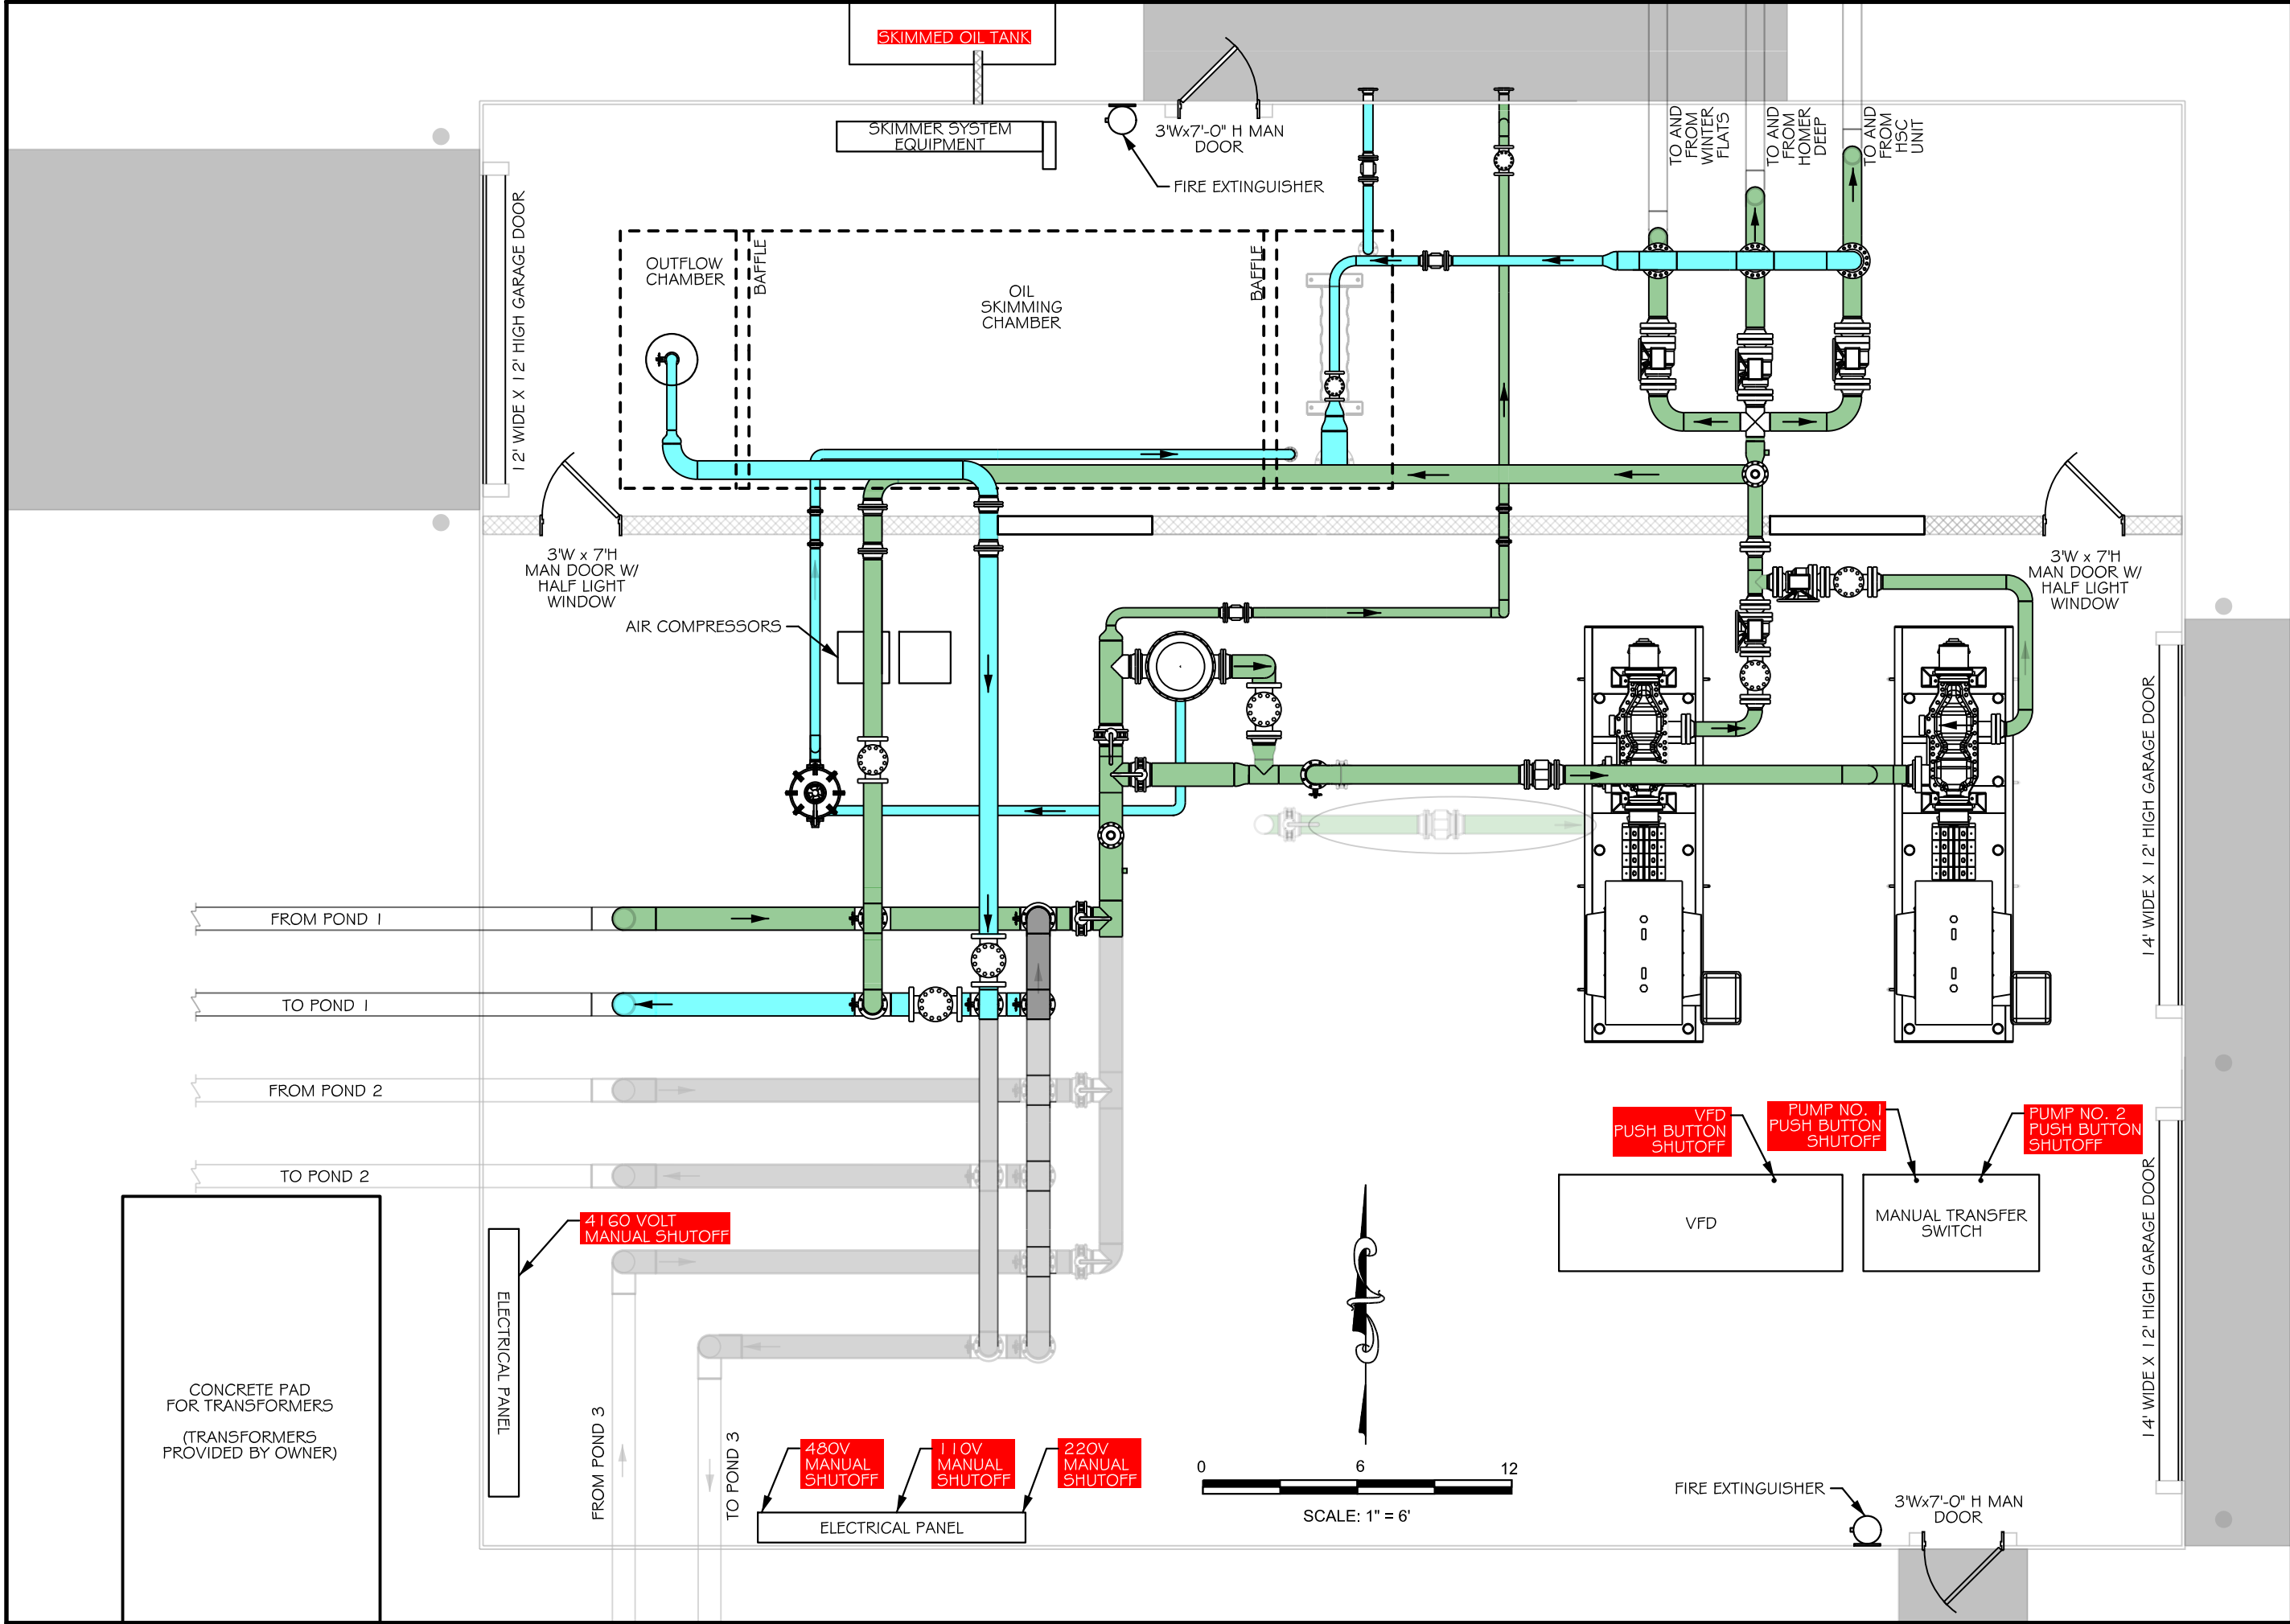 SKIMMED OIL TANK
SKIMMER SYSTEM
EQUIPMENT
3'Wx7'-0" H MAN
DOOR
FIRE EXTINGUISHER
TO AND
FROM
WINTER
FLATS
TO AND
FROM
HOMER
DEEP
TO AND
FROM
HSC
UNIT
12' WIDE X 12' HIGH GARAGE DOOR
OUTFLOW
CHAMBER
BAFFLE
OIL
SKIMMING
CHAMBER
BAFFLE
3'W x 7'H
MAN DOOR W/
HALF LIGHT
WINDOW
3'W x 7'H
MAN DOOR W/
HALF LIGHT
WINDOW
AIR COMPRESSORS
14' WIDE X 12' HIGH GARAGE DOOR
FROM POND 1
TO POND 1
FROM POND 2
TO POND 2
VFD
PUSH BUTTON
SHUTOFF
PUMP NO. 1
PUSH BUTTON
SHUTOFF
PUMP NO. 2
PUSH BUTTON
SHUTOFF
4160 VOLT
MANUAL SHUTOFF
VFD
MANUAL TRANSFER
SWITCH
14' WIDE X 12' HIGH GARAGE DOOR
ELECTRICAL PANEL
CONCRETE PAD
FOR TRANSFORMERS
(TRANSFORMERS
PROVIDED BY OWNER)
FROM POND 3
TO POND 3
480V
MANUAL
SHUTOFF
110V
MANUAL
SHUTOFF
220V
MANUAL
SHUTOFF
ELECTRICAL PANEL
0 6 12
SCALE: 1" = 6'
FIRE EXTINGUISHER
3'Wx7'-0" H MAN
DOOR